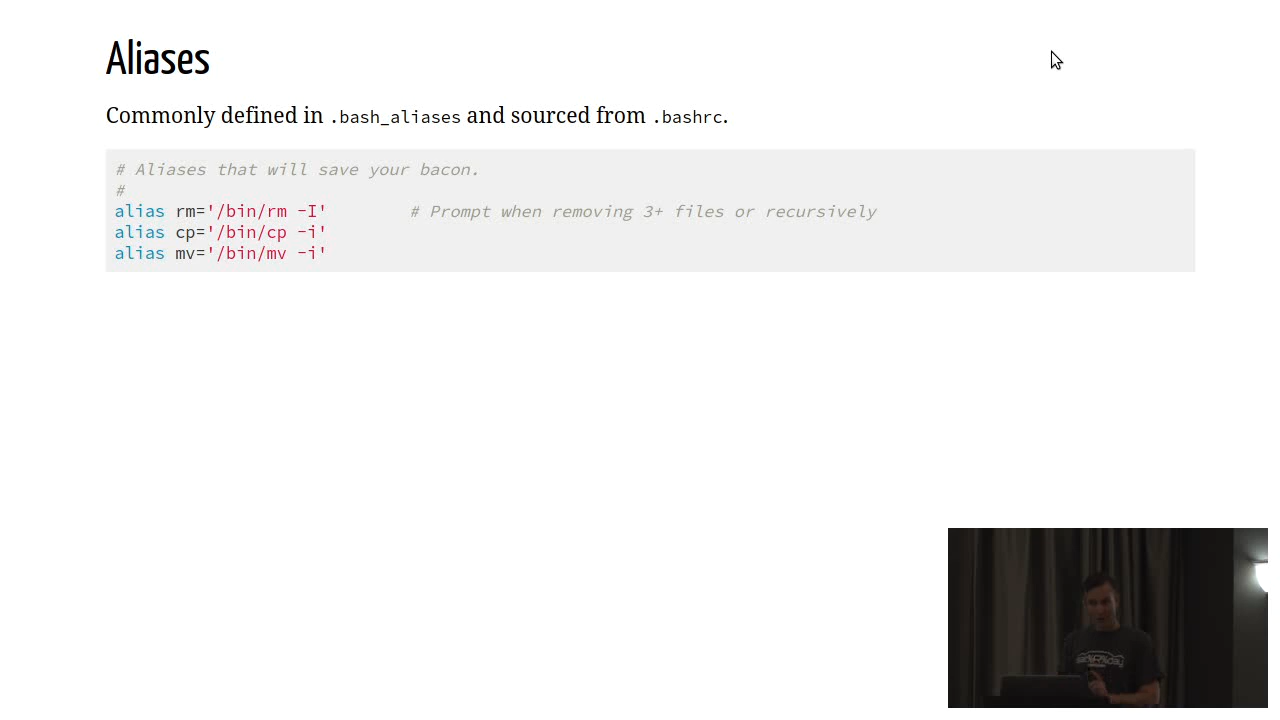 Aliases
Commonly defined in .bash_aliases and sourced from .bashrc.
# Aliases that will save your bacon.
#
alias rm='/bin/rm -I'        # Prompt when removing 3+ files or recursively
alias cp='/bin/cp -i'
alias mv='/bin/mv -i'